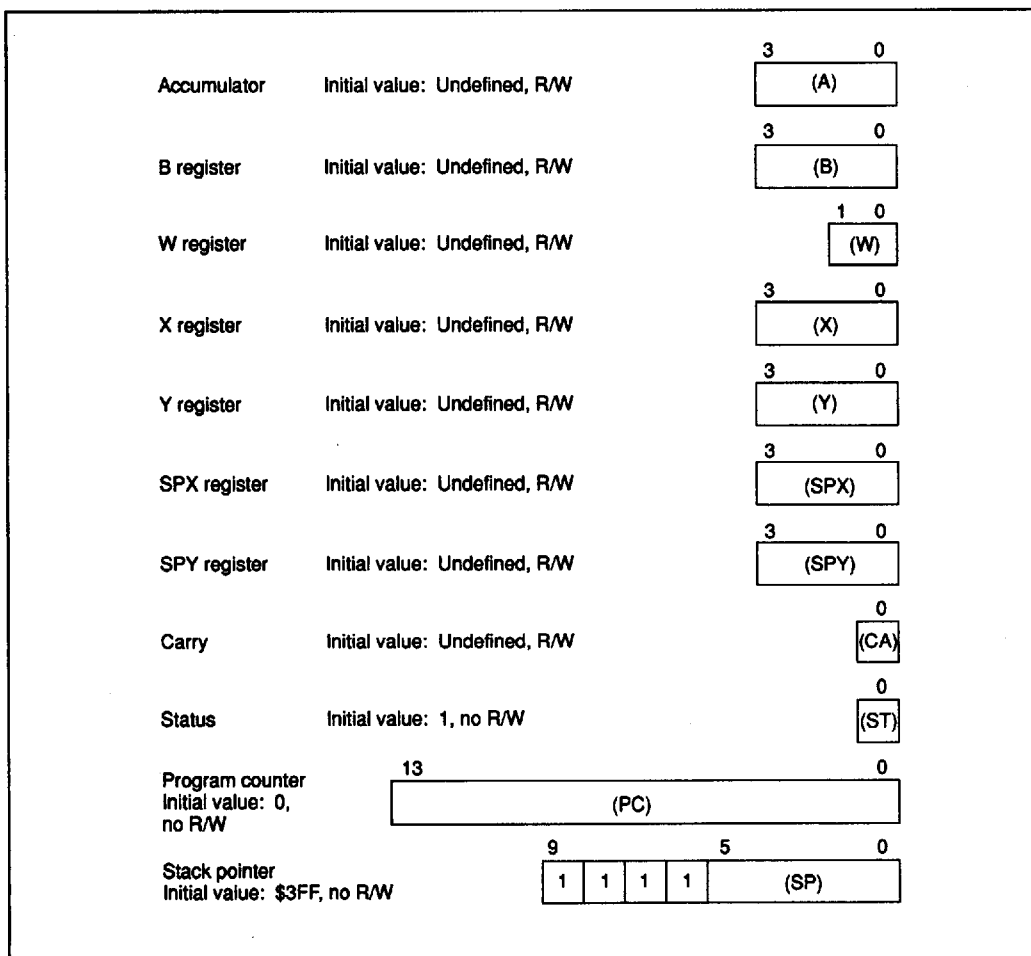 3 0
Accumulator Initial value: Undefined, R/W (A)
3 0
B register Initial value: Undefined, R/W (B)
1 0
W register Initial value: Undefined, R/W (W)
3 0
X register Initial value: Undefined, R/W (X)
3 0
Y register Initial value: Undefined, R/W (Y)
3 0
SPX register Initial value: Undefined, R/W (SPX)
3 0
SPY register Initial value: Undefined, R/W (SPY)
0
Carry Initial value: Undefined, R/W (CA)
0
Status Initial value: 1, no R/W (ST)
13 0
Program counter
Initial value: 0, (PC)
no R/W
9 5 0
Stack pointer
Initial value: $3FF, no R/W 1 1 1 1 (SP)